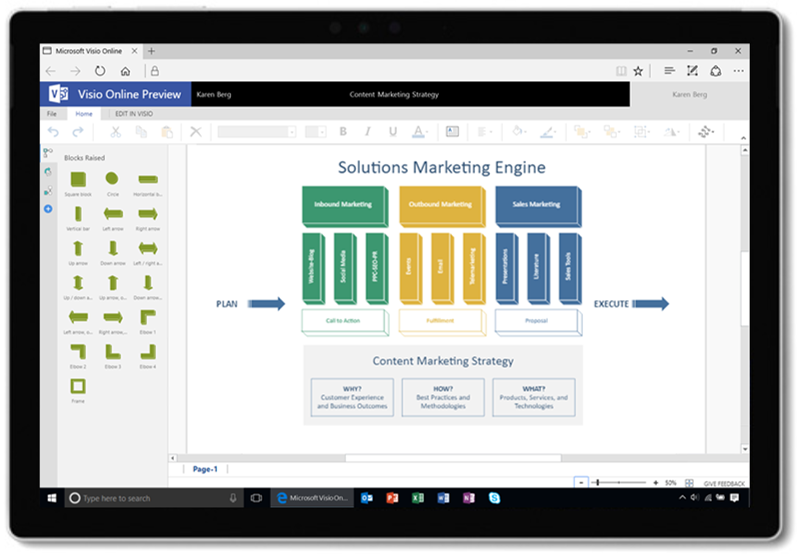 Microsoft Visio Online
Visio Online Preview
Karen Berg
Content Marketing Strategy
Karen Berg
File
Home
EDIT IN VISIO
B I U A
Blocks Raised
Square block
Circle
Horizontal b...
Vertical bar
Left arrow
Right arrow
Up arrow
Down arrow
Left / right a...
Up / down a...
Up arrow, o...
Down arrow...
Left arrow, o...
Right arrow,...
Elbow 1
Elbow 2
Elbow 3
Elbow 4
Frame
Solutions Marketing Engine
Inbound Marketing
Outbound Marketing
Sales Marketing
Website-Blog
Social Media
PPC-SEO-PR
Events
Email
Telemarketing
Presentations
Literature
Sales Tools
PLAN
EXECUTE
Call to Action
Fulfillment
Proposal
Content Marketing Strategy
WHY?
Customer Experience
and Business Outcomes
HOW?
Best Practices and
Methodologies
WHAT?
Products, Services, and
Technologies
Page-1
50%
GIVE FEEDBACK
Type here to search
Microsoft Visio On...